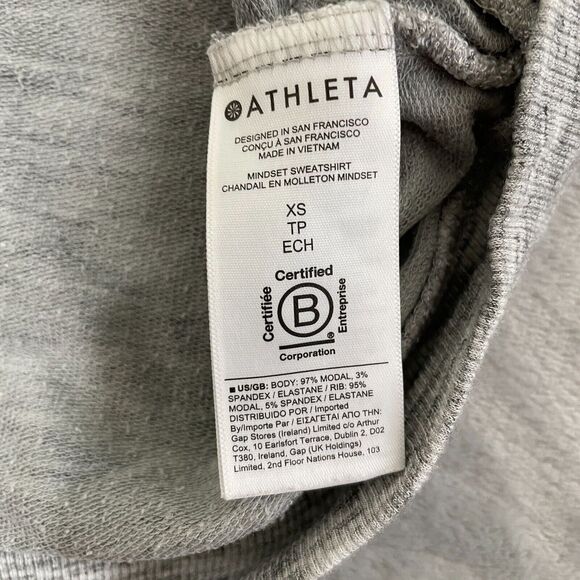 ATHLETA
DESIGNED IN SAN FRANCISCO
CONÇU À SAN FRANCISCO
MADE IN VIETNAM
MINDSET SWEATSHIRT
CHANDAIL EN MOLLETON MINDSET
XS
TP
ECH
Certified
Certifiée
B
Entreprise
®
Corporation
■ US/GB: BODY: 97% MODAL, 3%
SPANDEX / ELASTANE / RIB: 95%
MODAL, 5% SPANDEX / ELASTANE
DISTRIBUIDO POR / Imported
By/Importe Par / ΕΙΣΑΓΕΤΑΙ ΑΠΟ ΤΗΝ:
Gap Stores (Ireland) Limited c/o Arthur
Cox, 10 Earlsfort Terrace, Dublin 2, D02
T380, Ireland, Gap (UK Holdings)
Limited, 2nd Floor Nations House, 103